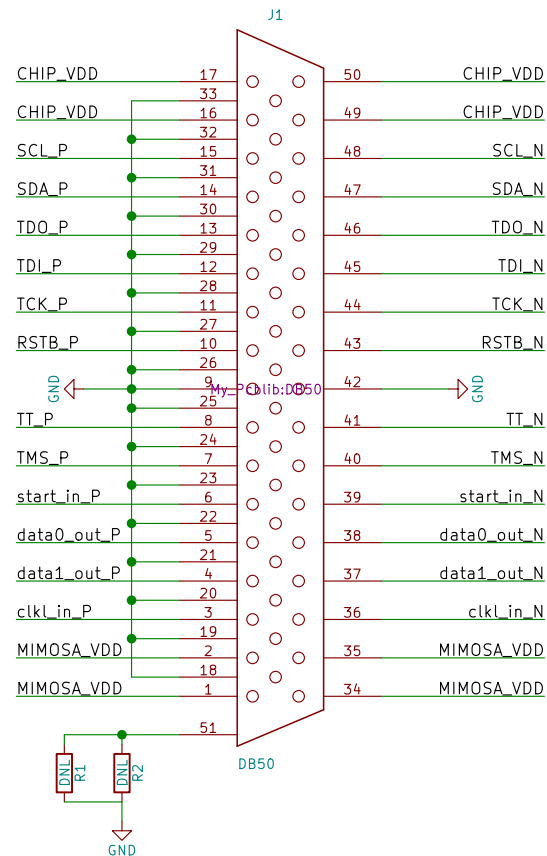 J1
CHIP_VDD 17 50 CHIP_VDD
33
CHIP_VDD 16 49 CHIP_VDD
32
SCL_P 15 48 SCL_N
31
SDA_P 14 47 SDA_N
30
TDO_P 13 46 TDO_N
29
TDI_P 12 45 TDI_N
28
TCK_P 11 44 TCK_N
27
RSTB_P 10 43 RSTB_N
26
GND 9 My_Pcblib:DB50 42 GND
25
TT_P 8 41 TT_N
24
TMS_P 7 40 TMS_N
23
start_in_P 6 39 start_in_N
22
data0_out_P 5 38 data0_out_N
21
data1_out_P 4 37 data1_out_N
20
clkl_in_P 3 36 clkl_in_N
19
MIMOSA_VDD 2 35 MIMOSA_VDD
18
MIMOSA_VDD 1 34 MIMOSA_VDD
51
DB50
DNL R1 DNL R2
GND